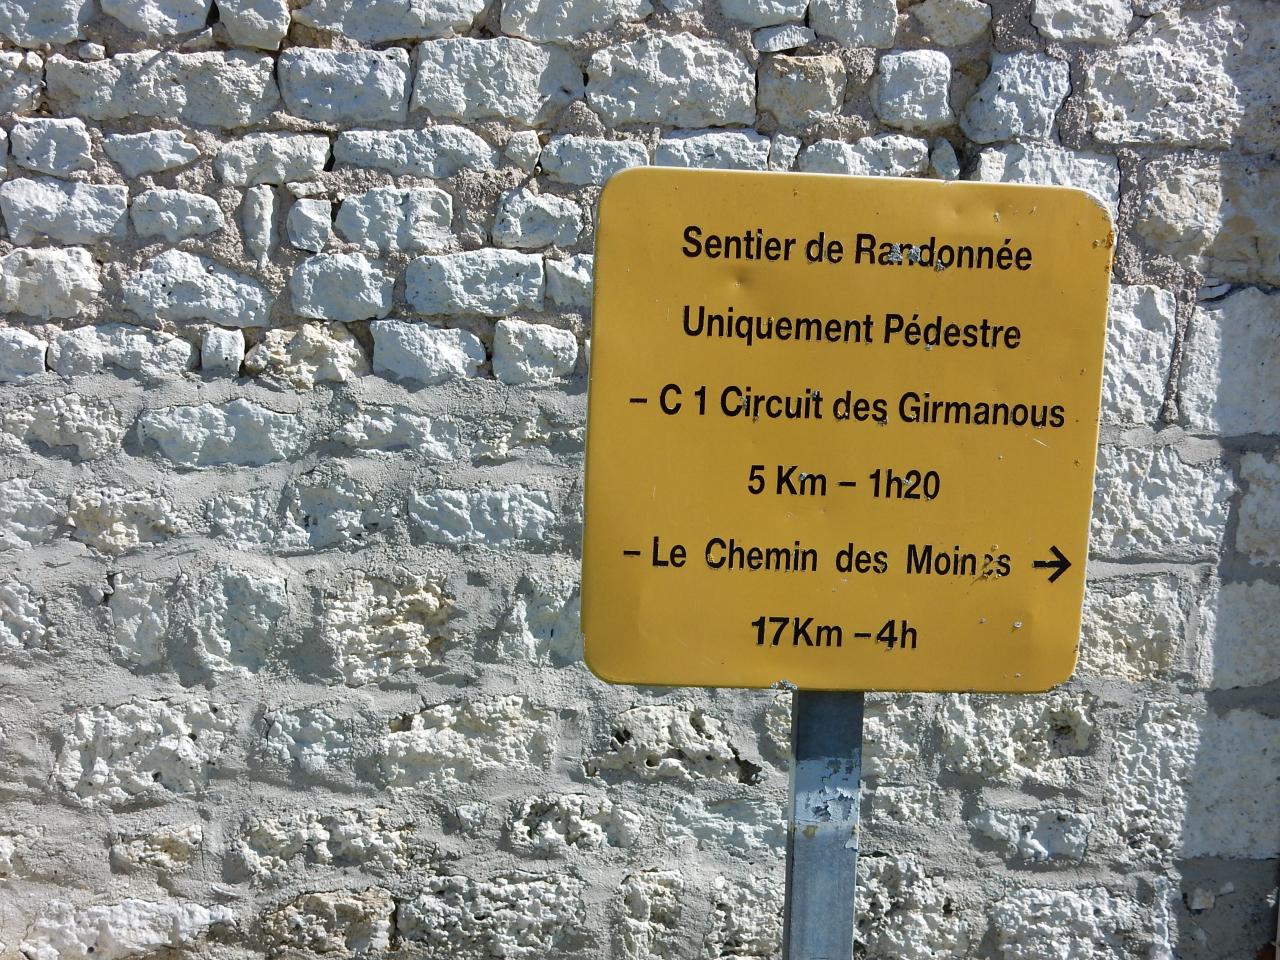 Sentier de Randonnée
Uniquement Pédestre
– C 1 Circuit des Girmanous
5 Km – 1h20
– Le Chemin des Moines →
17Km – 4h